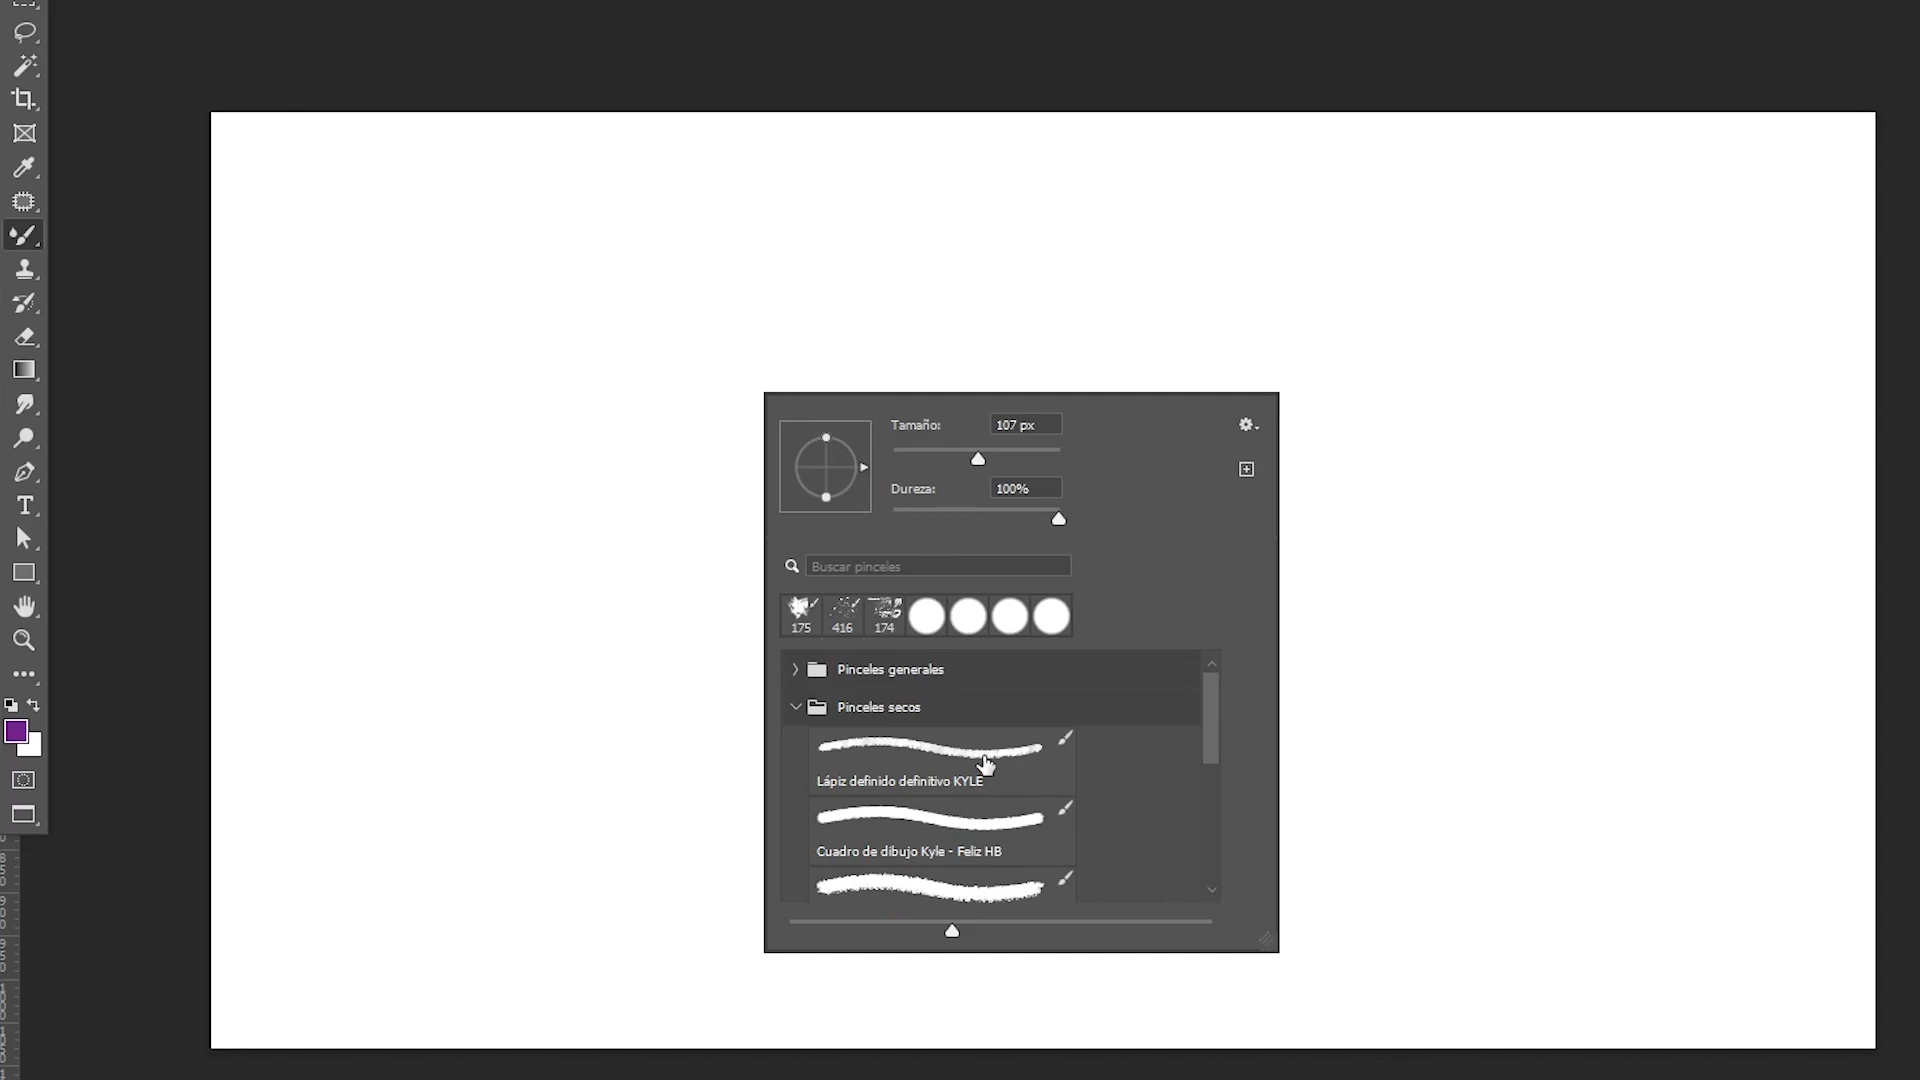 Tamaño: 107 px
Dureza: 100%
Buscar pinceles
175 416 174
Pinceles generales
Pinceles secos
Lápiz definido definitivo KYLE
Cuadro de dibujo Kyle - Feliz HB